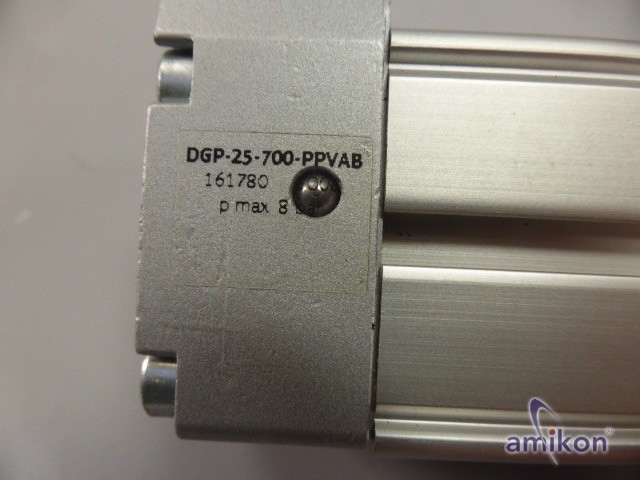 DGP-25-700-PPVAB
161780
p max 8
amikon